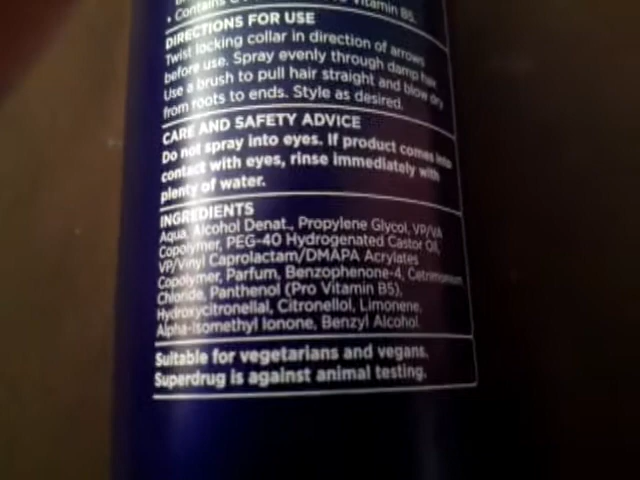 • Contains
Vitamin B5.
DIRECTIONS FOR USE
Twist locking collar in direction of arrows
before use. Spray evenly through damp hair.
Use a brush to pull hair straight and blow dry
from roots to ends. Style as desired.
CARE AND SAFETY ADVICE
Do not spray into eyes. If product comes into
contact with eyes, rinse immediately with
plenty of water.
INGREDIENTS
Aqua, Alcohol Denat., Propylene Glycol, VP/VA
Copolymer, PEG-40 Hydrogenated Castor Oil,
VP/Vinyl Caprolactam/DMAPA Acrylates
Copolymer, Parfum, Benzophenone-4, Cetrimonium
Chloride, Panthenol (Pro Vitamin B5),
Hydroxycitronellal, Citronellol, Limonene,
Alpha-Isomethyl Ionone, Benzyl Alcohol.
Suitable for vegetarians and vegans.
Superdrug is against animal testing.